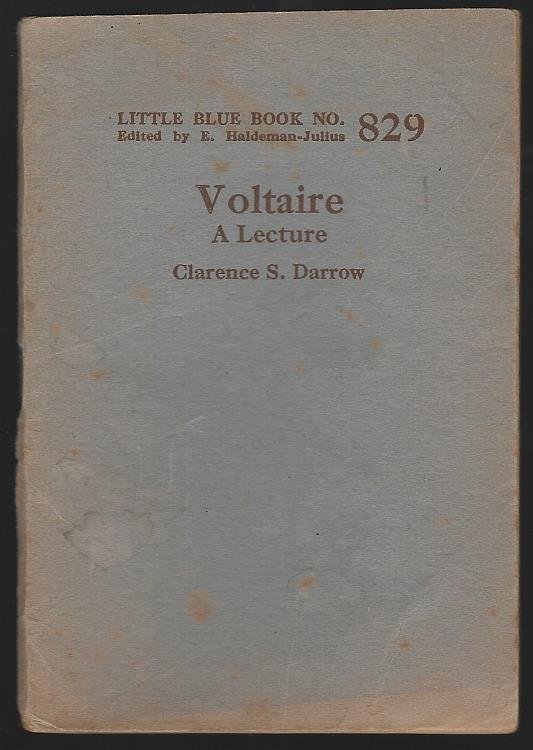 LITTLE BLUE BOOK NO. 829
Edited by E. Haldeman-Julius
Voltaire
A Lecture
Clarence S. Darrow